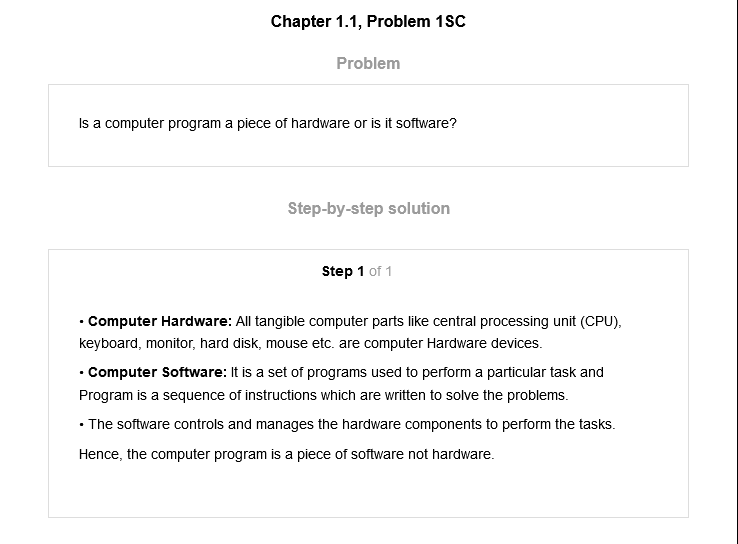 Chapter 1.1, Problem 1SC
Problem
Is a computer program a piece of hardware or is it software?
Step-by-step solution
Step 1 of 1
• Computer Hardware: All tangible computer parts like central processing unit (CPU),
keyboard, monitor, hard disk, mouse etc. are computer Hardware devices.
• Computer Software: It is a set of programs used to perform a particular task and
Program is a sequence of instructions which are written to solve the problems.
• The software controls and manages the hardware components to perform the tasks.
Hence, the computer program is a piece of software not hardware.